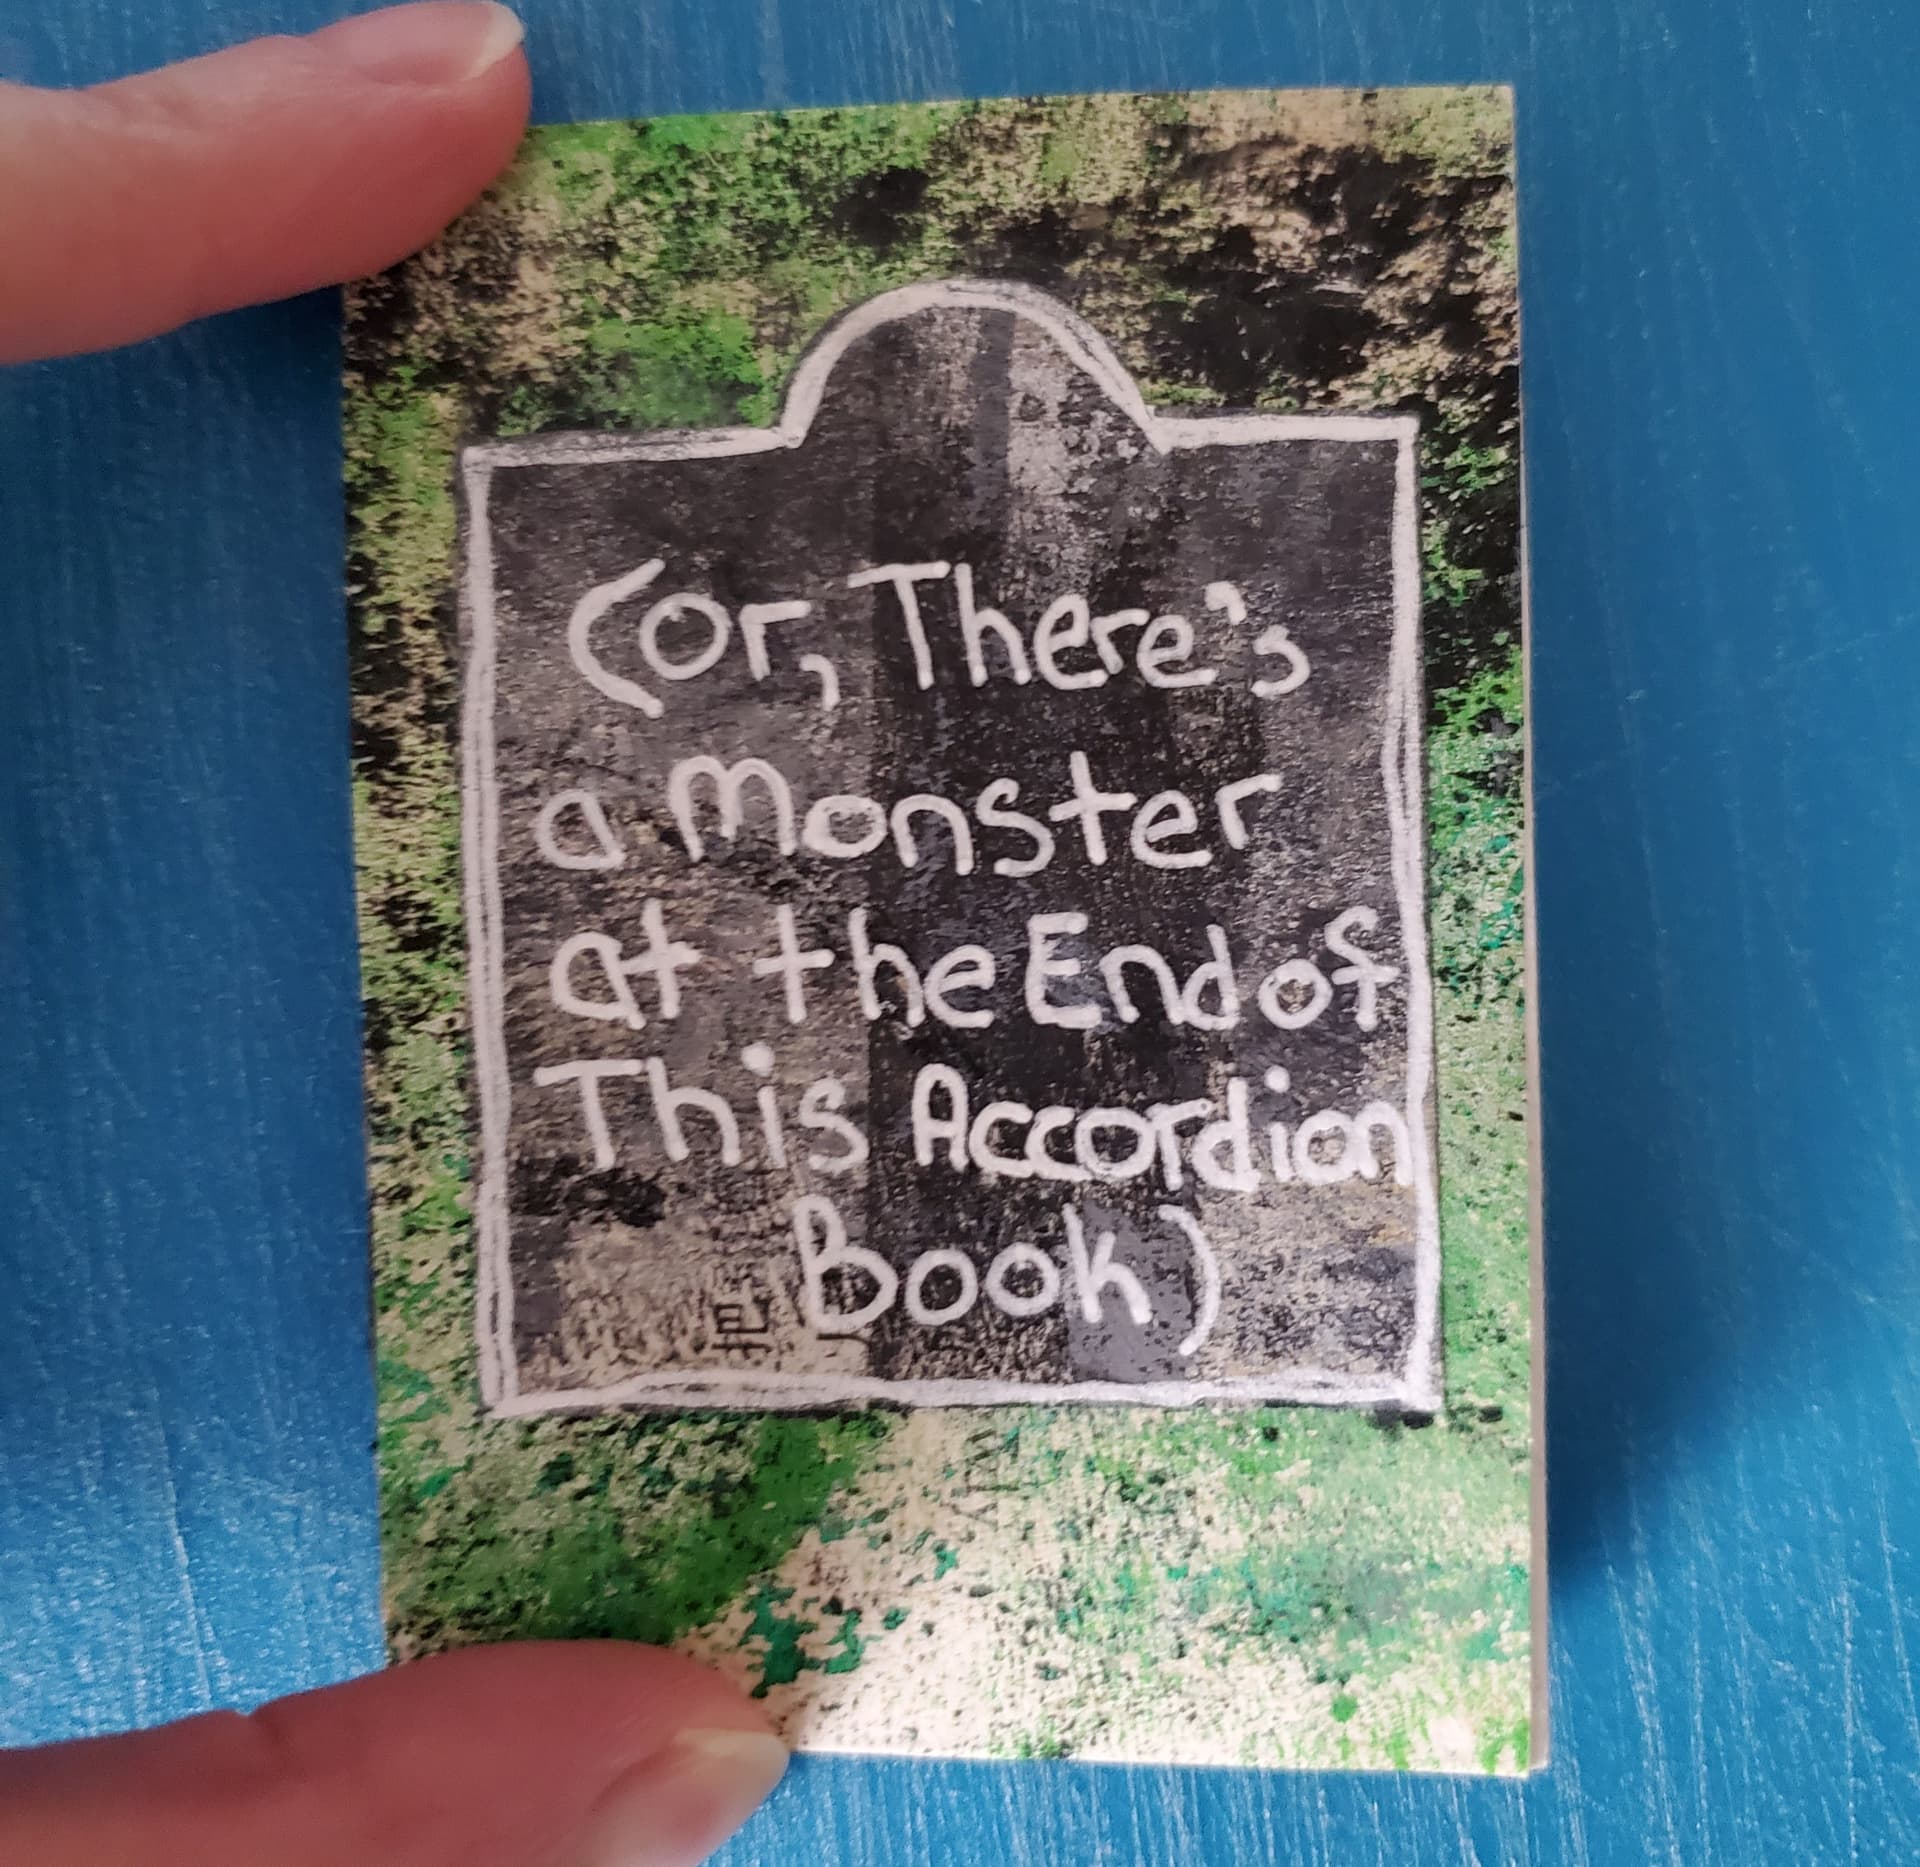 (or, There's
a Monster
at the End of
This Accordion
Book)